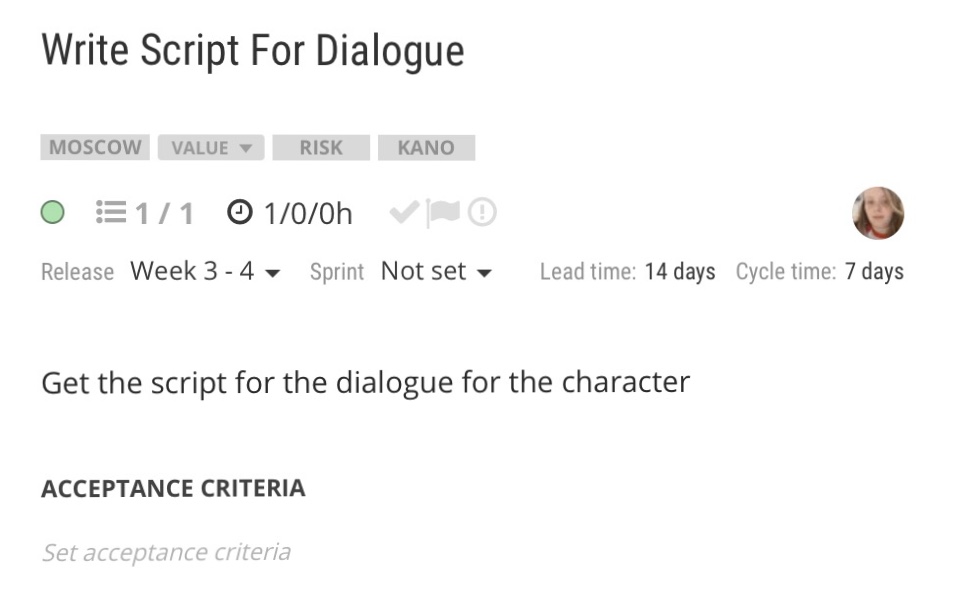 Write Script For Dialogue
MOSCOW VALUE RISK KANO
1 / 1 1/0/0h
Release Week 3 - 4 Sprint Not set Lead time: 14 days Cycle time: 7 days
Get the script for the dialogue for the character
ACCEPTANCE CRITERIA
Set acceptance criteria